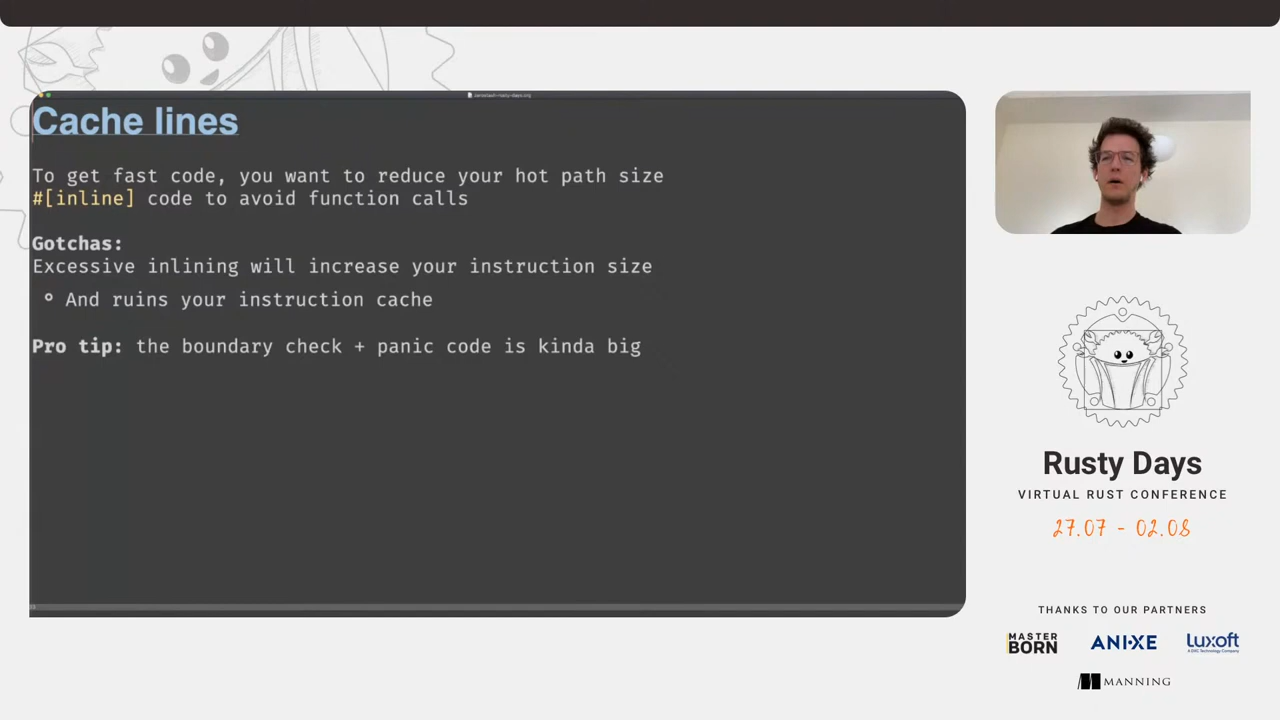 Cache lines
To get fast code, you want to reduce your hot path size
#[inline] code to avoid function calls
Gotchas:
Excessive inlining will increase your instruction size
And ruins your instruction cache
Pro tip: the boundary check + panic code is kinda big
Rusty Days
VIRTUAL RUST CONFERENCE
27.07 - 02.08
THANKS TO OUR PARTNERS
MASTER
BORN
ANIXE
luxoft
A DXC Technology Company
MANNING